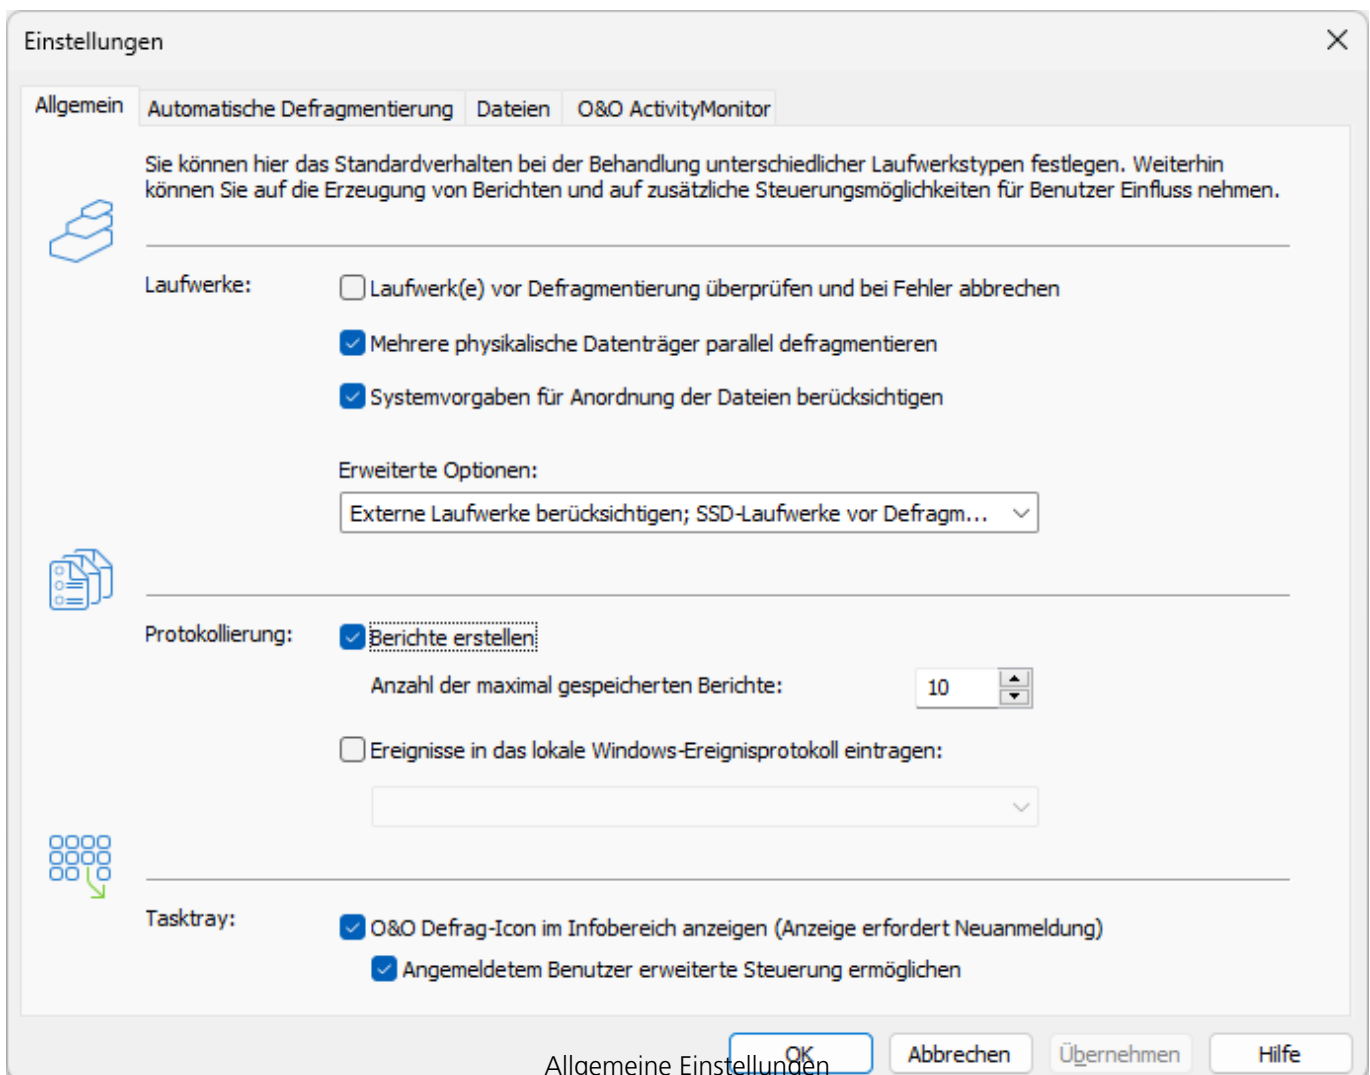 Einstellungen
Allgemein
Automatische Defragmentierung
Dateien
O&O ActivityMonitor
Sie können hier das Standardverhalten bei der Behandlung unterschiedlicher Laufwerkstypen festlegen. Weiterhin
können Sie auf die Erzeugung von Berichten und auf zusätzliche Steuerungsmöglichkeiten für Benutzer Einfluss nehmen.
Laufwerke:
Laufwerk(e) vor Defragmentierung überprüfen und bei Fehler abbrechen
Mehrere physikalische Datenträger parallel defragmentieren
Systemvorgaben für Anordnung der Dateien berücksichtigen
Erweiterte Optionen:
Externe Laufwerke berücksichtigen; SSD-Laufwerke vor Defragm...
Protokollierung:
Berichte erstellen
Anzahl der maximal gespeicherten Berichte:
10
Ereignisse in das lokale Windows-Ereignisprotokoll eintragen:
Tasktray:
O&O Defrag-Icon im Infobereich anzeigen (Anzeige erfordert Neuanmeldung)
Angemeldetem Benutzer erweiterte Steuerung ermöglichen
OK
Abbrechen
Übernehmen
Hilfe
Allgemeine Einstellungen